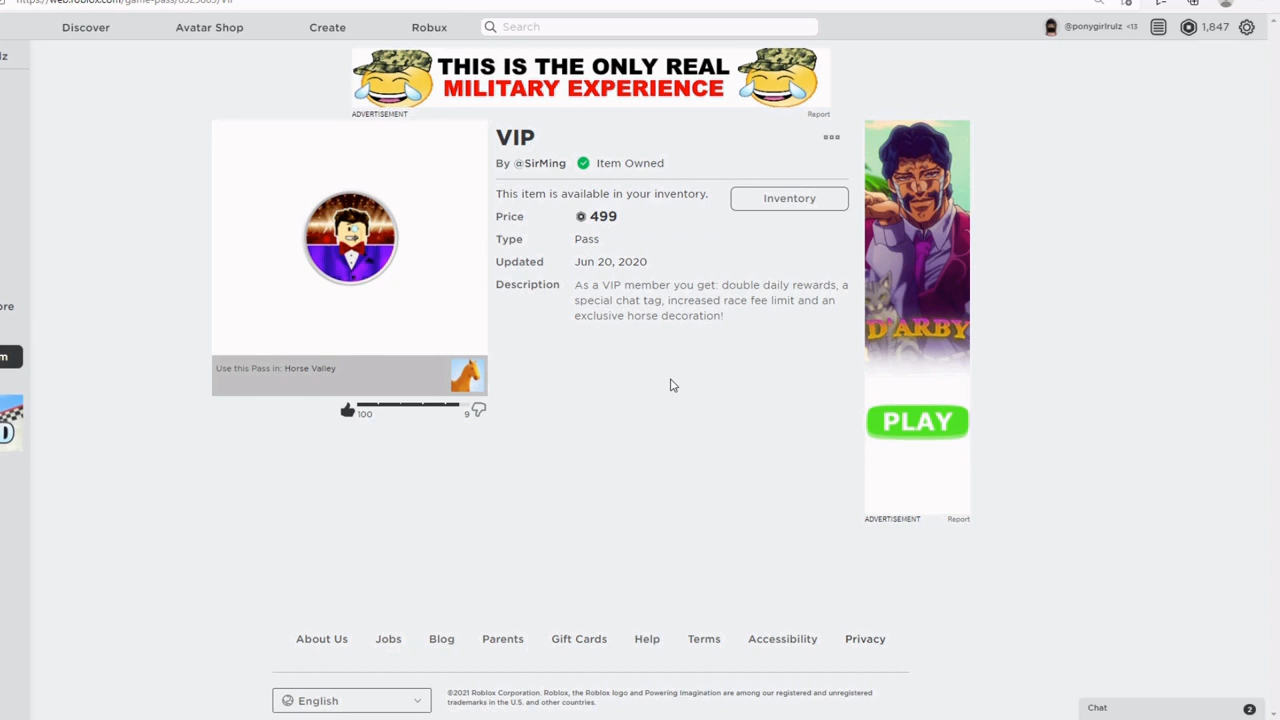 Discover
Avatar Shop
Create
Robux
Search
@ponygirlrulz <13
1,847
lz
THIS IS THE ONLY REAL
MILITARY EXPERIENCE
ADVERTISEMENT
Report
VIP
By @SirMing
Item Owned
This item is available in your inventory.
Inventory
Price
499
Type
Pass
Updated
Jun 20, 2020
Description
As a VIP member you get: double daily rewards, a
special chat tag, increased race fee limit and an
exclusive horse decoration!
Use this Pass in: Horse Valley
100
9
ore
m
D'ARBY
PLAY
ADVERTISEMENT
Report
About Us
Jobs
Blog
Parents
Gift Cards
Help
Terms
Accessibility
Privacy
English
©2021 Roblox Corporation. Roblox, the Roblox logo and Powering Imagination are among our registered and unregistered
trademarks in the U.S. and other countries.
Chat
2